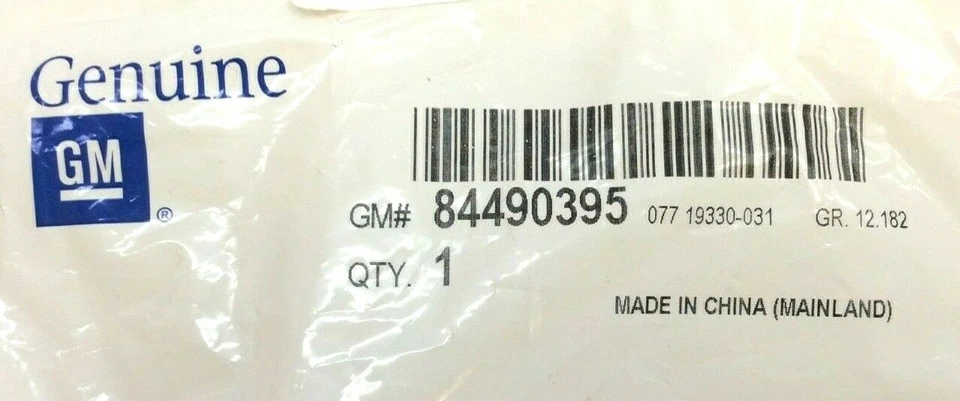 Genuine
GM
®
GM# 84490395 077 19330-031 GR. 12.182
QTY. 1
MADE IN CHINA (MAINLAND)